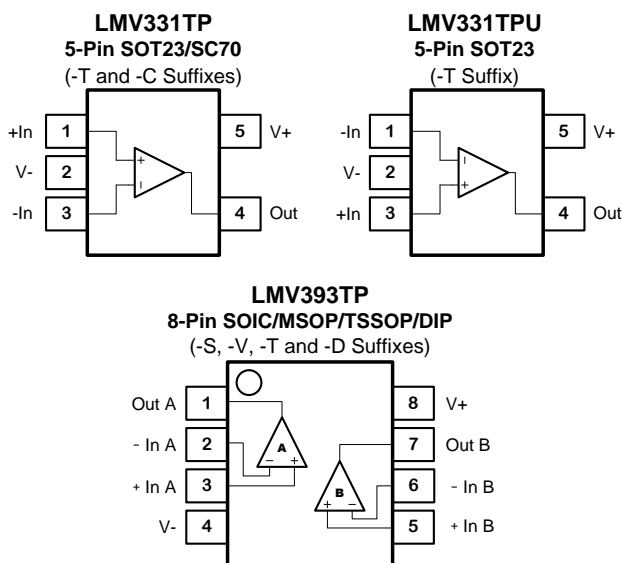 LMV331TP
5-Pin SOT23/SC70
(-T and -C Suffixes)
+In 1 5 V+
V- 2
-In 3 4 Out
+
−
LMV331TPU
5-Pin SOT23
(-T Suffix)
-In 1 5 V+
V- 2
+In 3 4 Out
−
+
LMV393TP
8-Pin SOIC/MSOP/TSSOP/DIP
(-S, -V, -T and -D Suffixes)
Out A 1 8 V+
- In A 2 A 7 Out B
− +
+ In A 3 B 6 - In B
+ −
V- 4 5 + In B